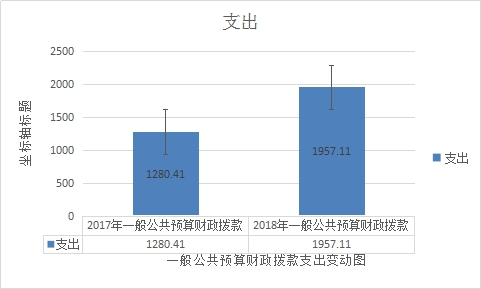 支出
2500
2000
1500
1000
500
0
坐标轴标题
1280.41
1957.11
支出
2017年一般公共预算财政拨款 2018年一般公共预算财政拨款
支出 1280.41 1957.11
一般公共预算财政拨款支出变动图